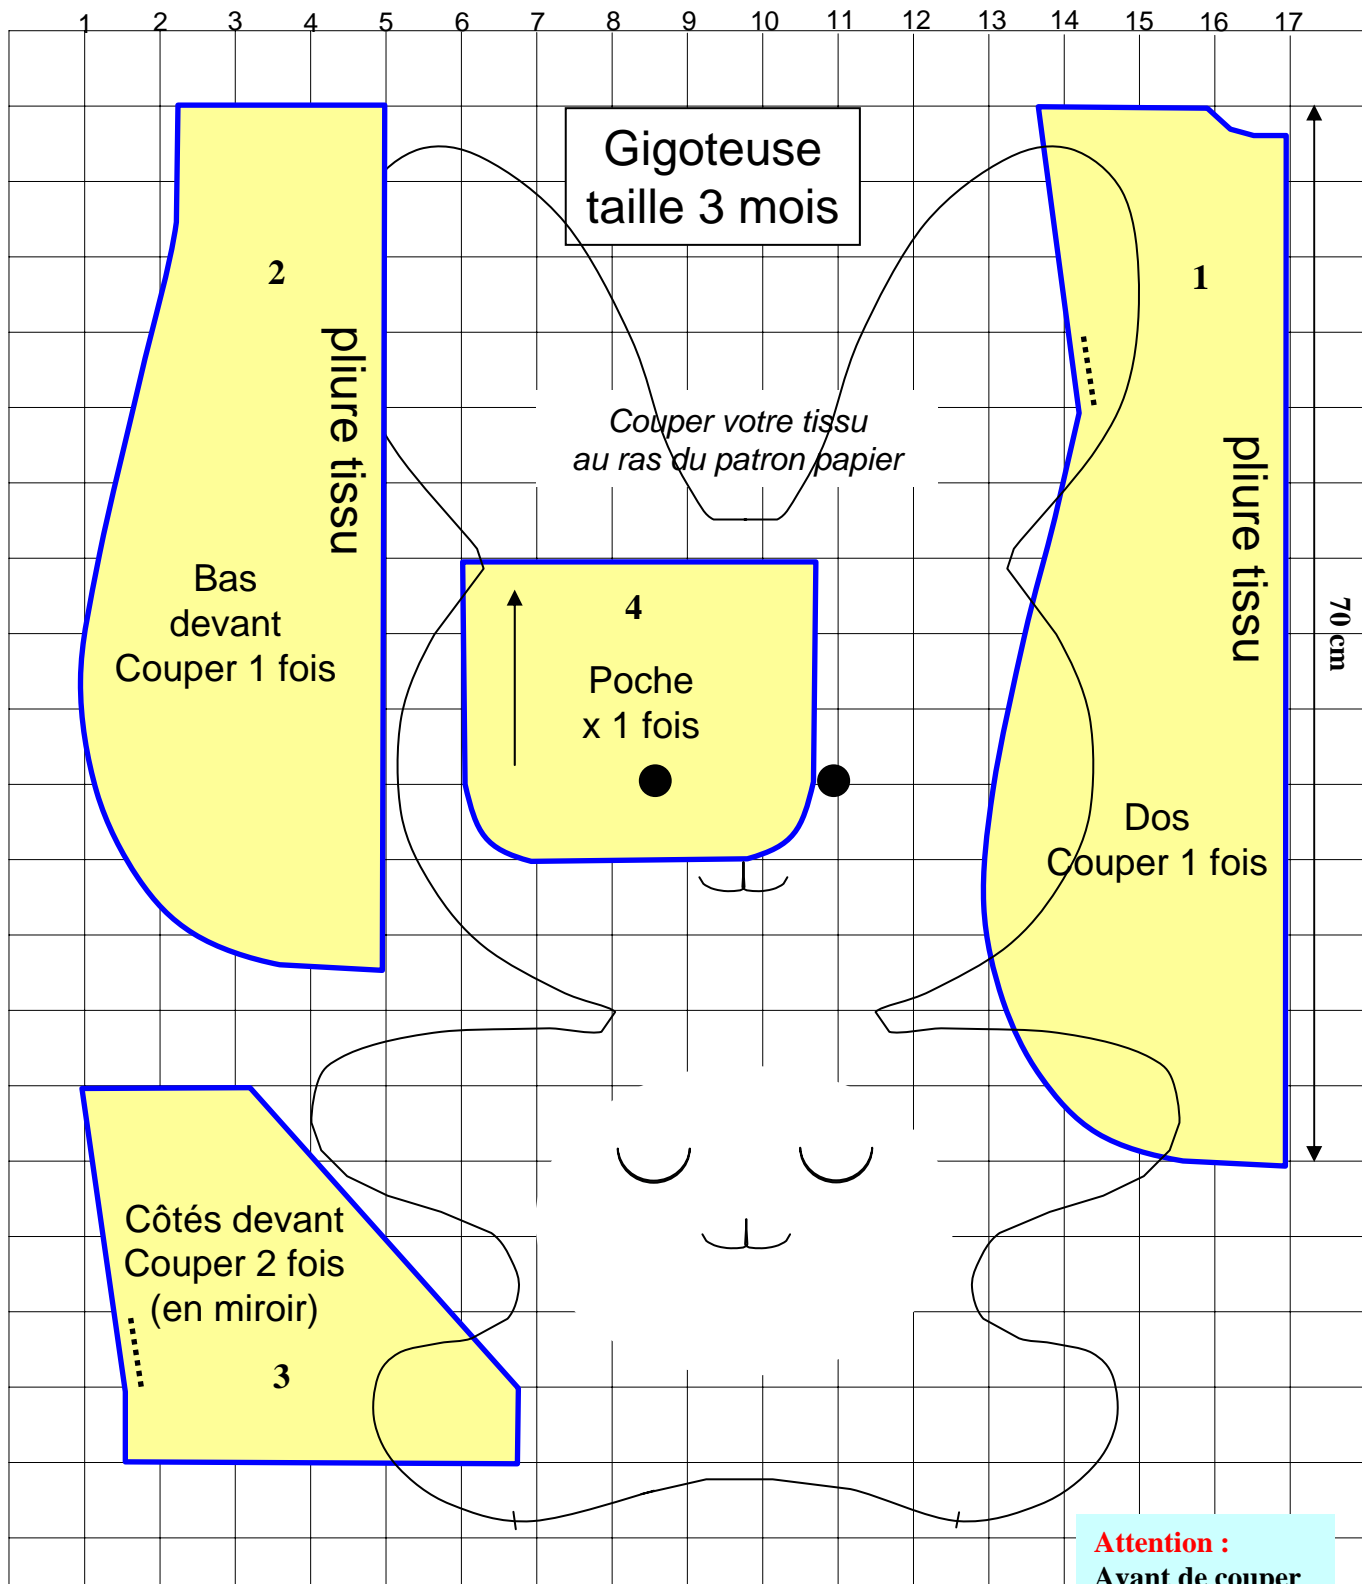 1 2 3 4 5 6 7 8 9 10 11 12 13 14 15 16 17
Gigoteuse
taille 3 mois
2
pliure tissu
Bas
devant
Couper 1 fois
1
pliure tissu
Dos
Couper 1 fois
70 cm
Couper votre tissu
au ras du patron papier
4
Poche
x 1 fois
Côtés devant
Couper 2 fois
(en miroir)
3
Attention :
Avant de couper